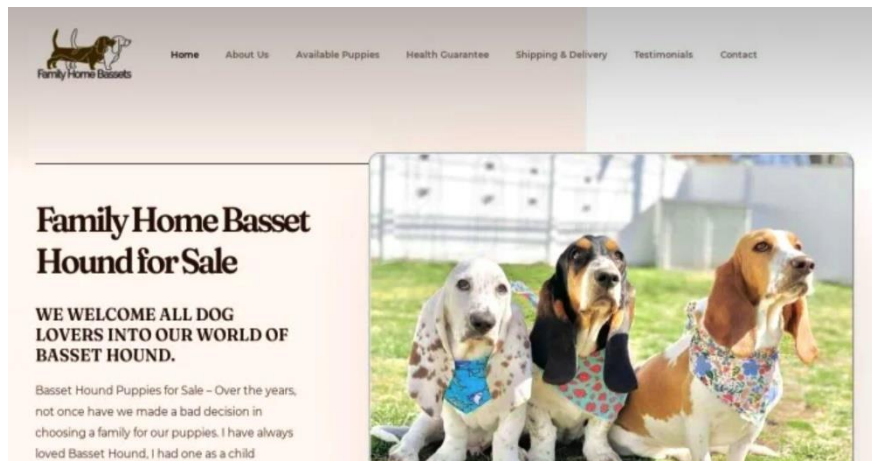 Family Home Bassets
Home About Us Available Puppies Health Guarantee Shipping & Delivery Testimonials Contact
Family Home Basset
Hound for Sale
WE WELCOME ALL DOG
LOVERS INTO OUR WORLD OF
BASSET HOUND.
Basset Hound Puppies for Sale – Over the years,
not once have we made a bad decision in
choosing a family for our puppies. I have always
loved Basset Hound, I had one as a child